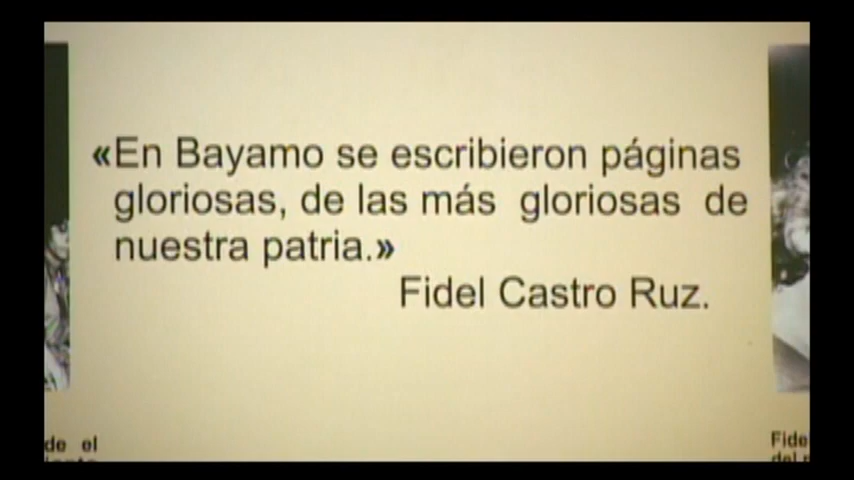 «En Bayamo se escribieron páginas
gloriosas, de las más gloriosas de
nuestra patria.»
Fidel Castro Ruz.
de el
Fide